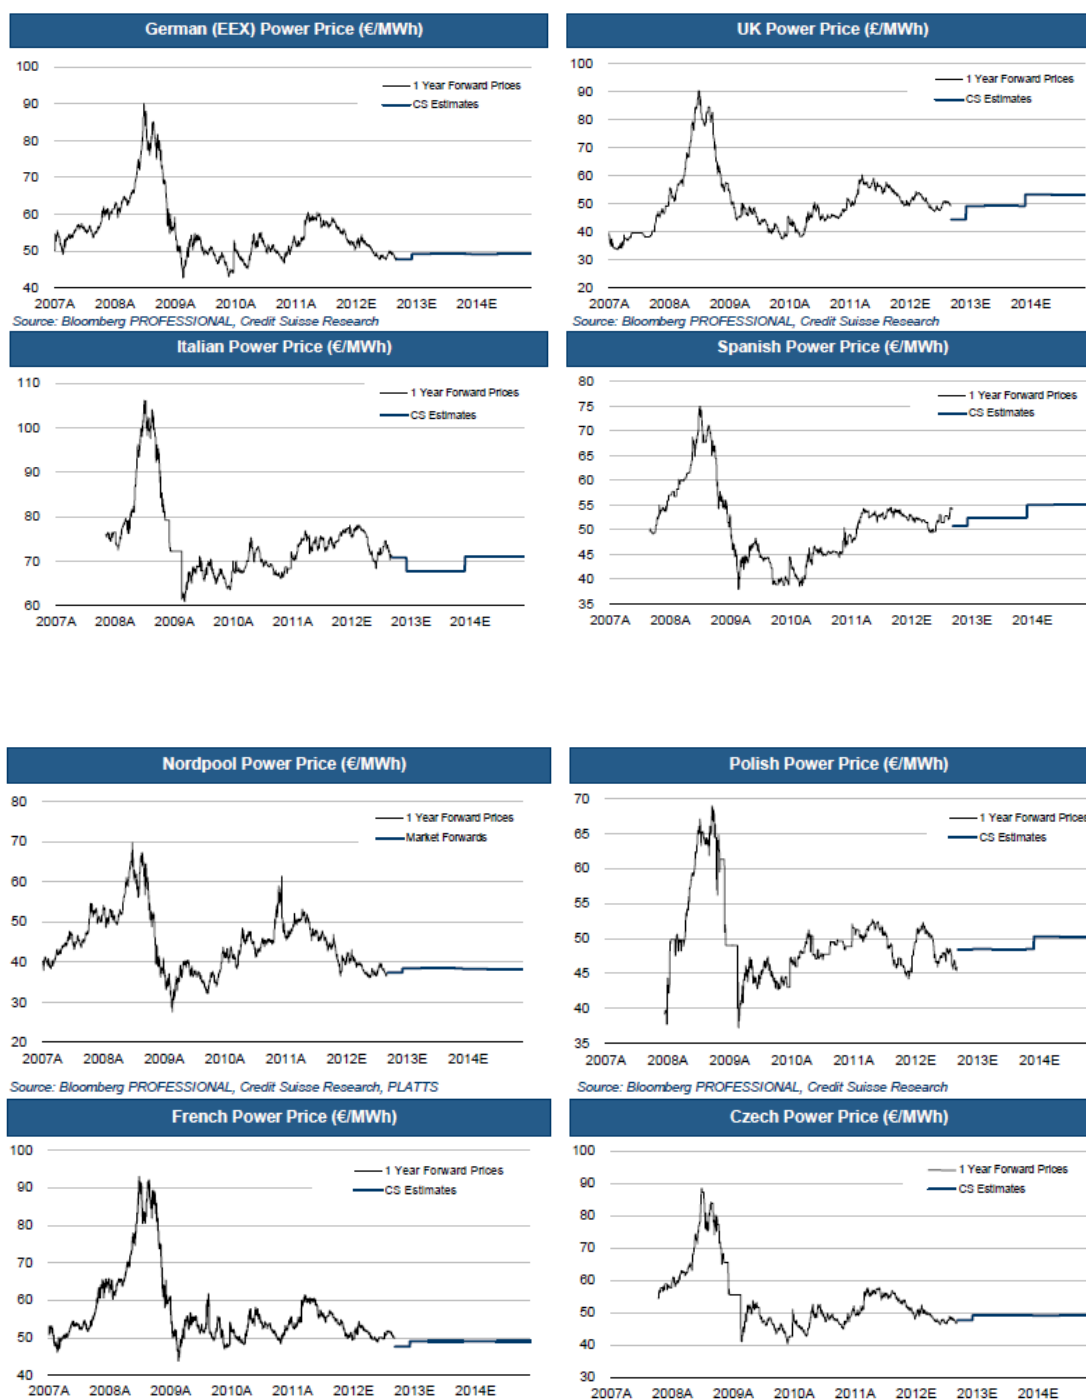 German (EEX) Power Price (€/MWh)
100
90
80
70
60
50
40
1 Year Forward Prices
CS Estimates
2007A 2008A 2009A 2010A 2011A 2012E 2013E 2014E
Source: Bloomberg PROFESSIONAL, Credit Suisse Research
UK Power Price (£/MWh)
100
90
80
70
60
50
40
30
20
1 Year Forward Prices
CS Estimates
2007A 2008A 2009A 2010A 2011A 2012E 2013E 2014E
Source: Bloomberg PROFESSIONAL, Credit Suisse Research
Italian Power Price (€/MWh)
110
100
90
80
70
60
1 Year Forward Prices
CS Estimates
2007A 2008A 2009A 2010A 2011A 2012E 2013E 2014E
Spanish Power Price (€/MWh)
80
75
70
65
60
55
50
45
40
35
1 Year Forward Prices
CS Estimates
2007A 2008A 2009A 2010A 2011A 2012E 2013E 2014E
Nordpool Power Price (€/MWh)
80
70
60
50
40
30
20
1 Year Forward Prices
Market Forwards
2007A 2008A 2009A 2010A 2011A 2012E 2013E 2014E
Source: Bloomberg PROFESSIONAL, Credit Suisse Research, PLATTS
Polish Power Price (€/MWh)
70
65
60
55
50
45
40
35
1 Year Forward Prices
CS Estimates
2007A 2008A 2009A 2010A 2011A 2012E 2013E 2014E
Source: Bloomberg PROFESSIONAL, Credit Suisse Research
French Power Price (€/MWh)
100
90
80
70
60
50
40
1 Year Forward Prices
CS Estimates
2007A 2008A 2009A 2010A 2011A 2012E 2013E 2014E
Czech Power Price (€/MWh)
100
90
80
70
60
50
40
30
1 Year Forward Prices
CS Estimates
2007A 2008A 2009A 2010A 2011A 2012E 2013E 2014E